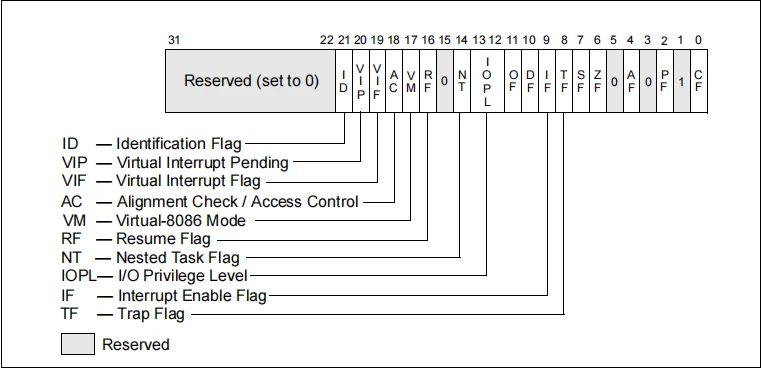 31 22 21 20 19 18 17 16 15 14 13 12 11 10 9 8 7 6 5 4 3 2 1 0
Reserved (set to 0) ID VIP VIF AC VM RF 0 NT IOPL OF DF IF TF SF ZF 0 AF 0 PF 1 CF
ID — Identification Flag
VIP — Virtual Interrupt Pending
VIF — Virtual Interrupt Flag
AC — Alignment Check / Access Control
VM — Virtual-8086 Mode
RF — Resume Flag
NT — Nested Task Flag
IOPL — I/O Privilege Level
IF — Interrupt Enable Flag
TF — Trap Flag
Reserved